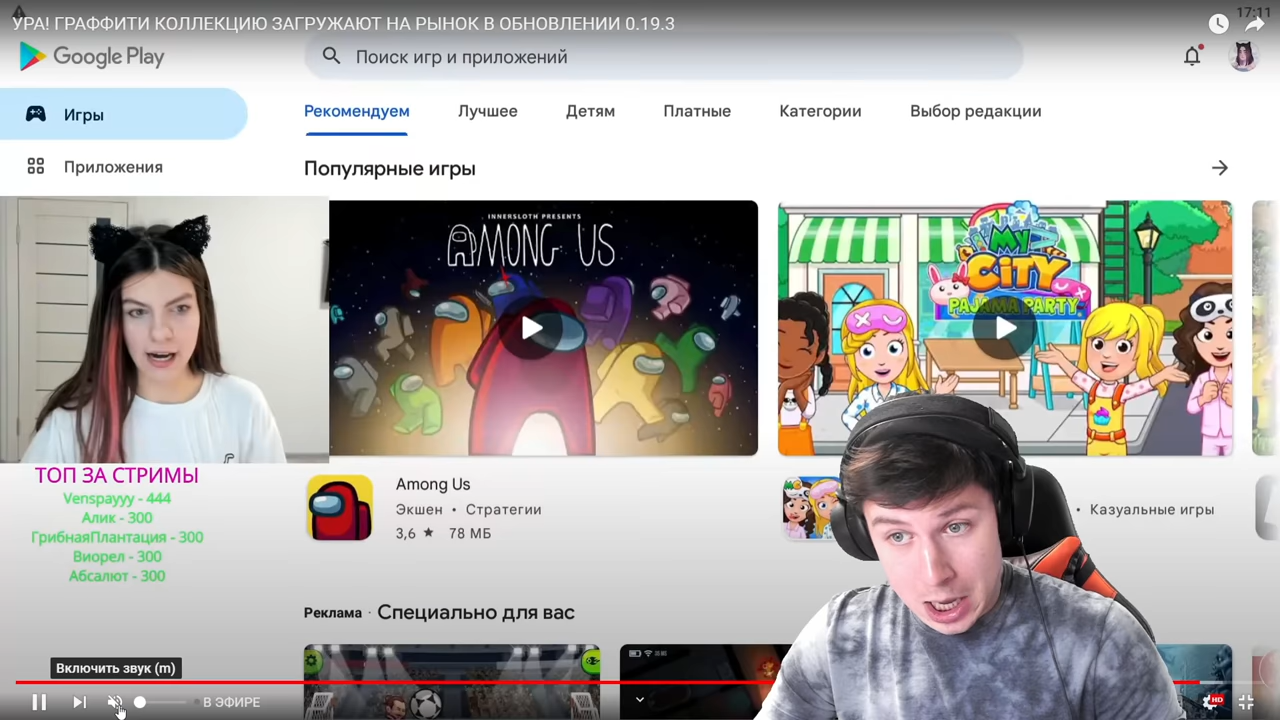 УРА! ГРАФФИТИ КОЛЛЕКЦИЮ ЗАГРУЖАЮТ НА РЫНОК В ОБНОВЛЕНИИ 0.19.3
17:11
Google Play
Поиск игр и приложений
Игры
Рекомендуем
Лучшее
Детям
Платные
Категории
Выбор редакции
Приложения
Популярные игры
INNERSLOTH PRESENTS
AMONG US
MY CITY
PAJAMA PARTY
ТОП ЗА СТРИМЫ
Venspayyy - 444
Алик - 300
ГрибнаяПлантация - 300
Виорел - 300
Абсалют - 300
Among Us
Экшен • Стратегии
3,6 ★ 78 МБ
• Казуальные игры
Реклама · Специально для вас
Включить звук (m)
В ЭФИРЕ
HD